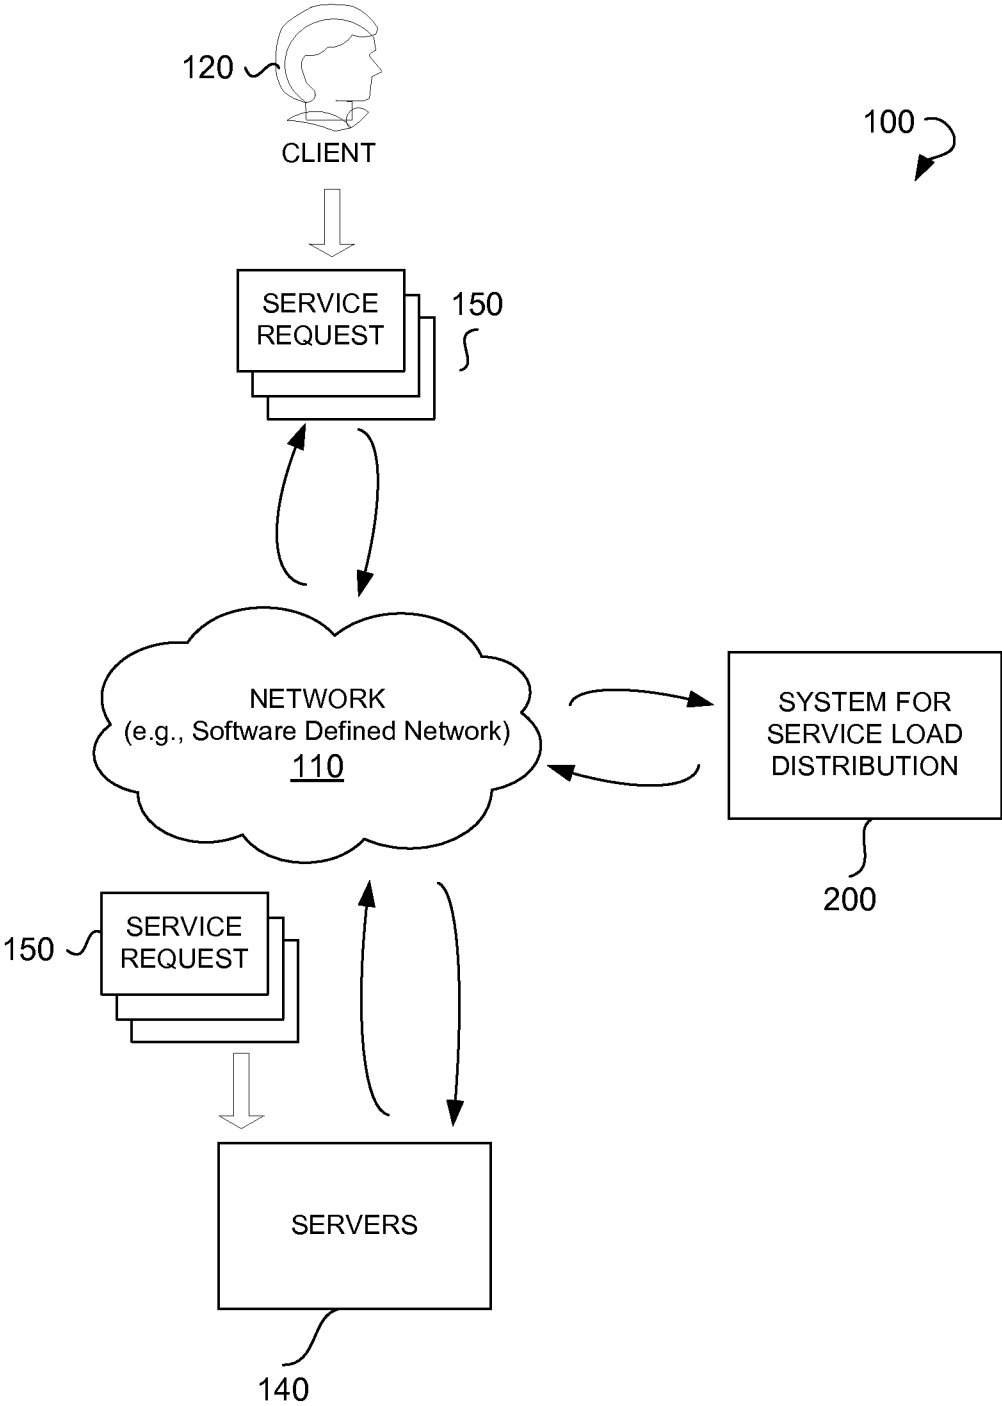 120
CLIENT
100
SERVICE
REQUEST
150
NETWORK
(e.g., Software Defined Network)
110
SYSTEM FOR
SERVICE LOAD
DISTRIBUTION
200
150
SERVICE
REQUEST
SERVERS
140